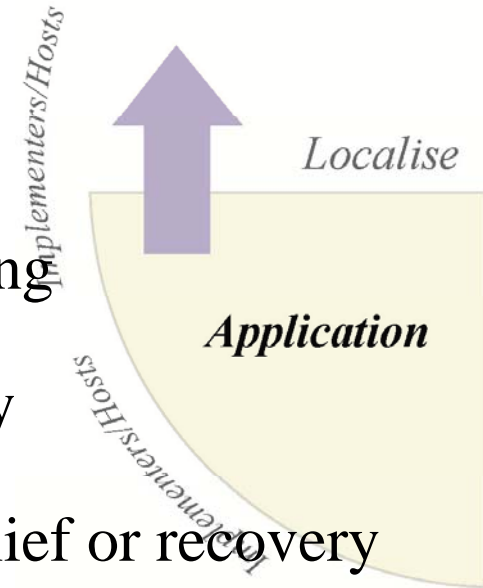 Implementers/Hosts
Localise
ng
Application
y
Implementers/Hosts
ief or recovery